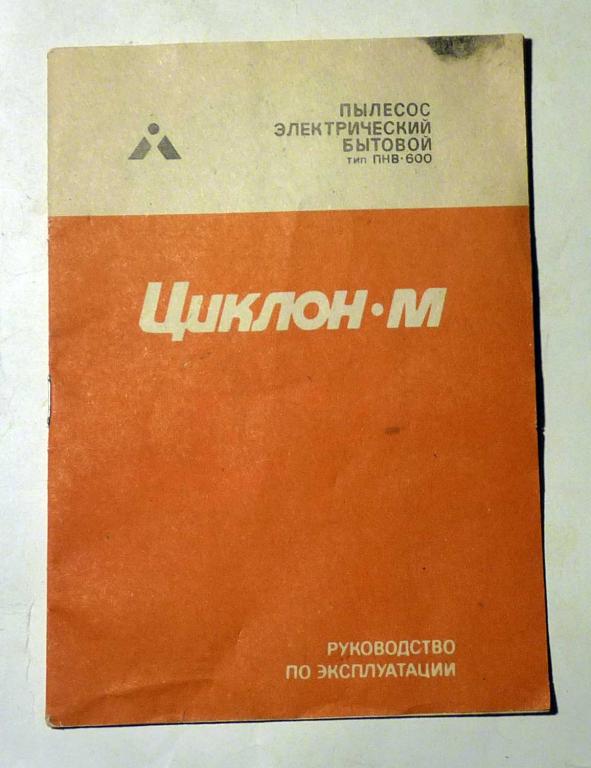 ПЫЛЕСОС
ЭЛЕКТРИЧЕСКИЙ
БЫТОВОЙ
тип ПНВ·600
Циклон·М
РУКОВОДСТВО
ПО ЭКСПЛУАТАЦИИ